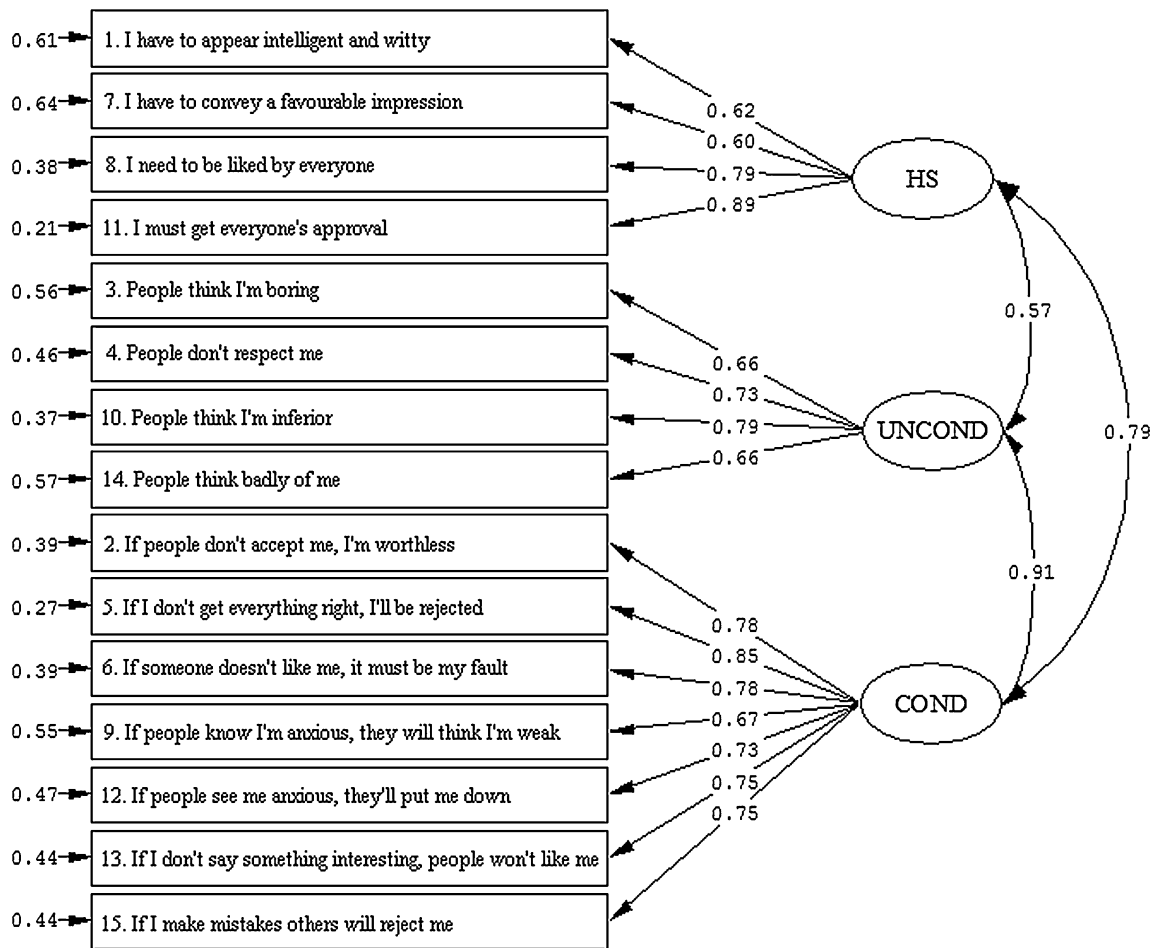 0.61 1. I have to appear intelligent and witty
0.64 7. I have to convey a favourable impression
0.62
0.60
0.38 8. I need to be liked by everyone
0.79
HS
0.89
0.21 11. I must get everyone's approval
0.56 3. People think I'm boring
0.57
0.46 4. People don't respect me
0.66
0.73
0.37 10. People think I'm inferior
0.79
UNCOND
0.79
0.66
0.57 14. People think badly of me
0.39 2. If people don't accept me, I'm worthless
0.91
0.27 5. If I don't get everything right, I'll be rejected
0.78
0.85
0.39 6. If someone doesn't like me, it must be my fault
0.78
COND
0.67
0.55 9. If people know I'm anxious, they will think I'm weak
0.73
0.47 12. If people see me anxious, they'll put me down
0.75
0.75
0.44 13. If I don't say something interesting, people won't like me
0.44 15. If I make mistakes others will reject me